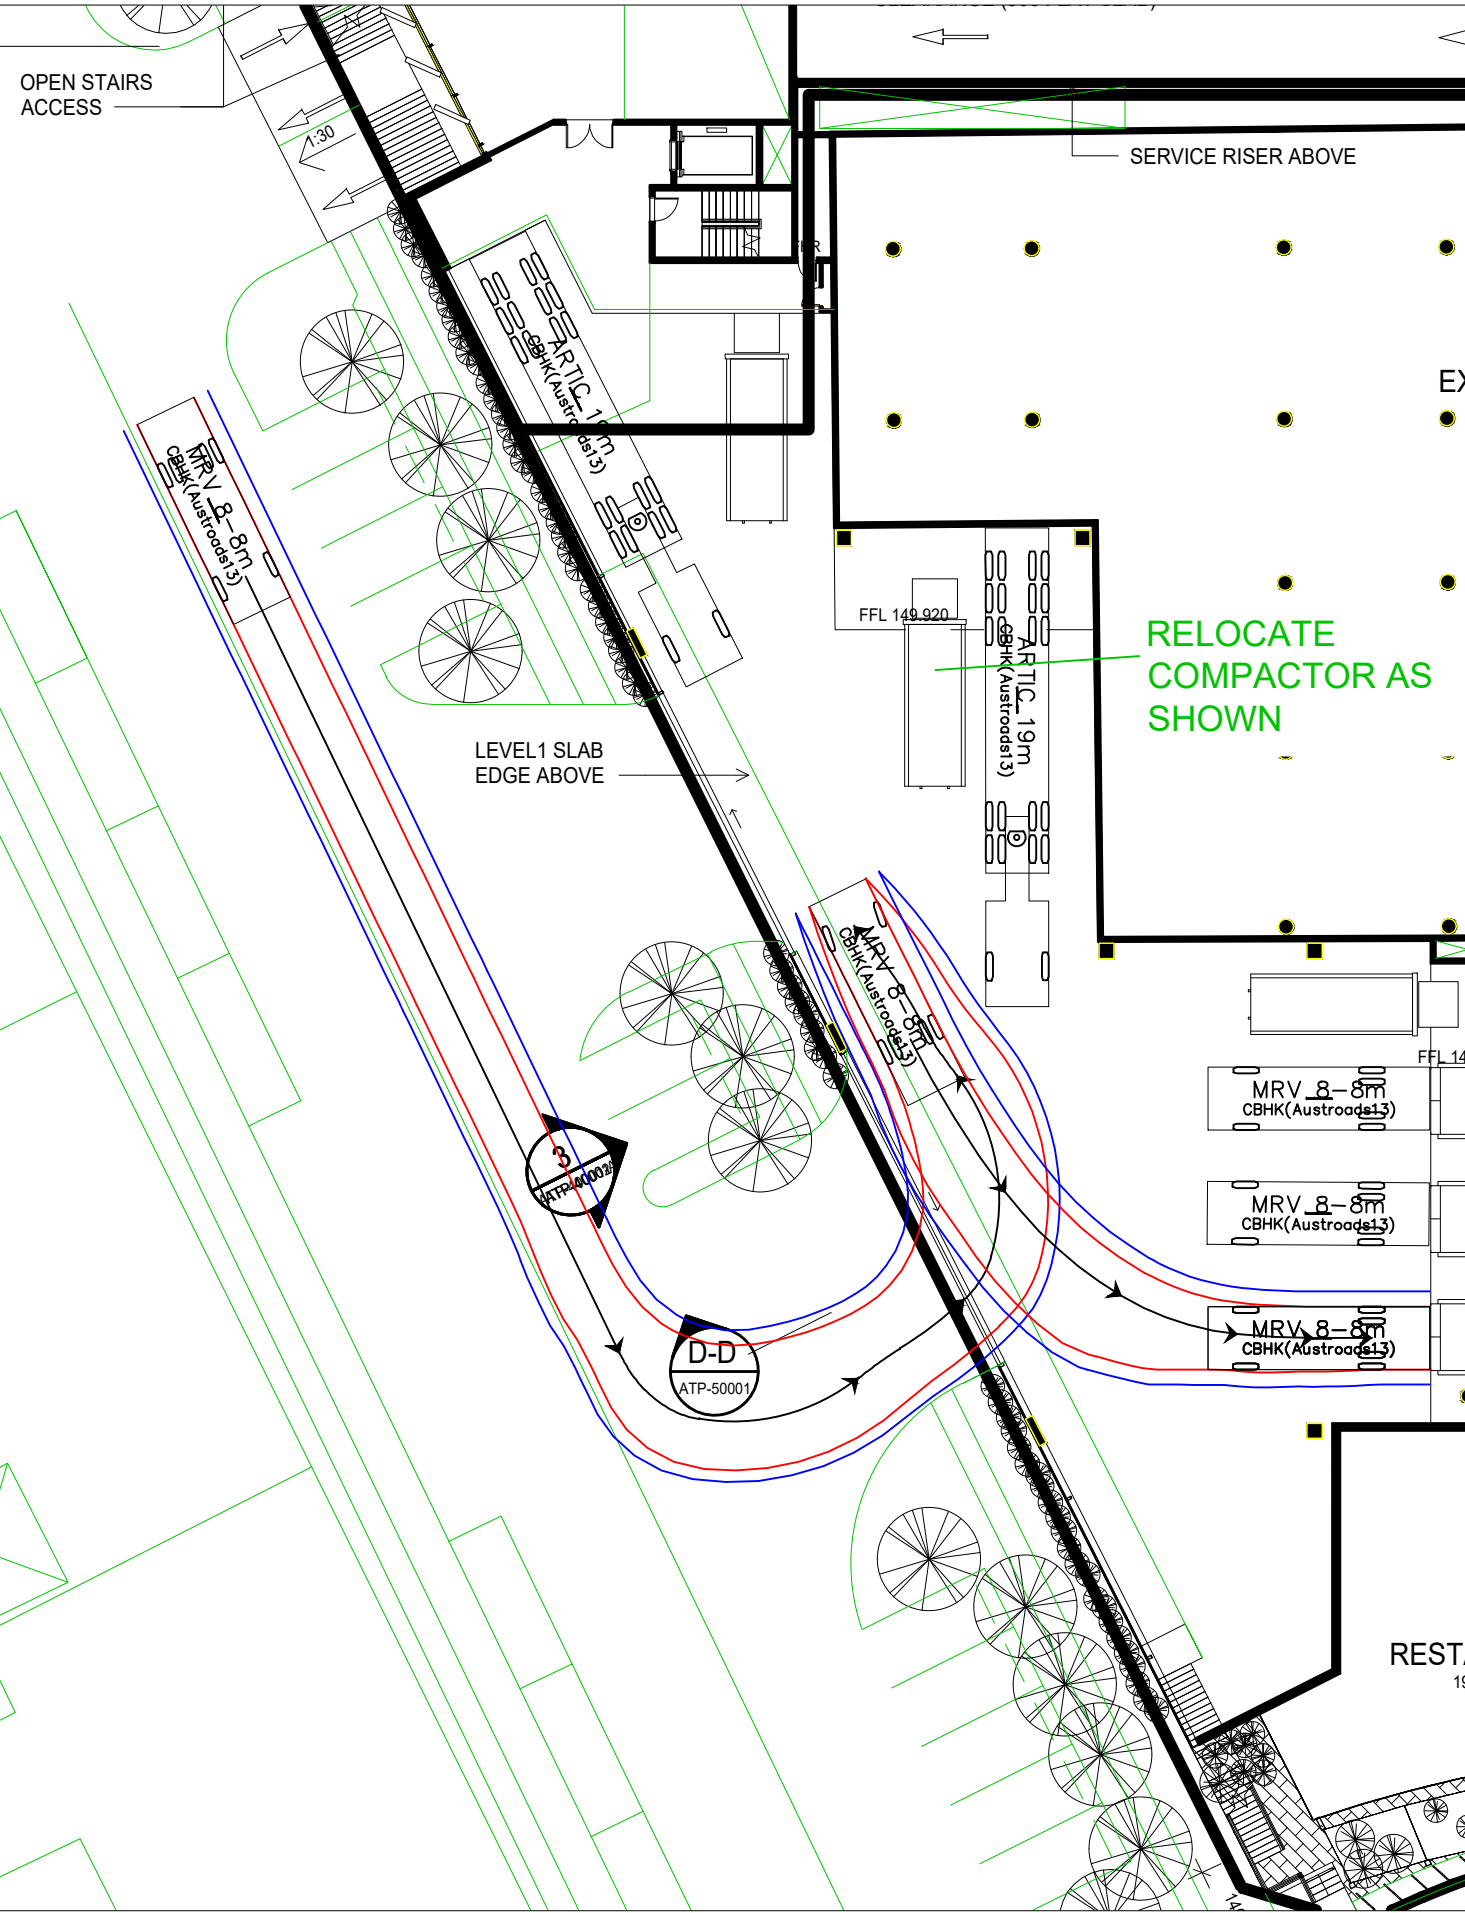 OPEN STAIRS
ACCESS
1:30
SERVICE RISER ABOVE
ARTIC 19m
CBHK(Austroads13)
MRV 8-8m
CBHK(Austroads13)
FFL 149.920
ARTIC 19m
CBHK(Austroads13)
RELOCATE
COMPACTOR AS
SHOWN
LEVEL1 SLAB
EDGE ABOVE
MRV 8-8m
CBHK(Austroads13)
FFL 14
MRV 8-8m
CBHK(Austroads13)
3
MRV 8-8m
CBHK(Austroads13)
MRV 8-8m
CBHK(Austroads13)
D-D
ATP-50001